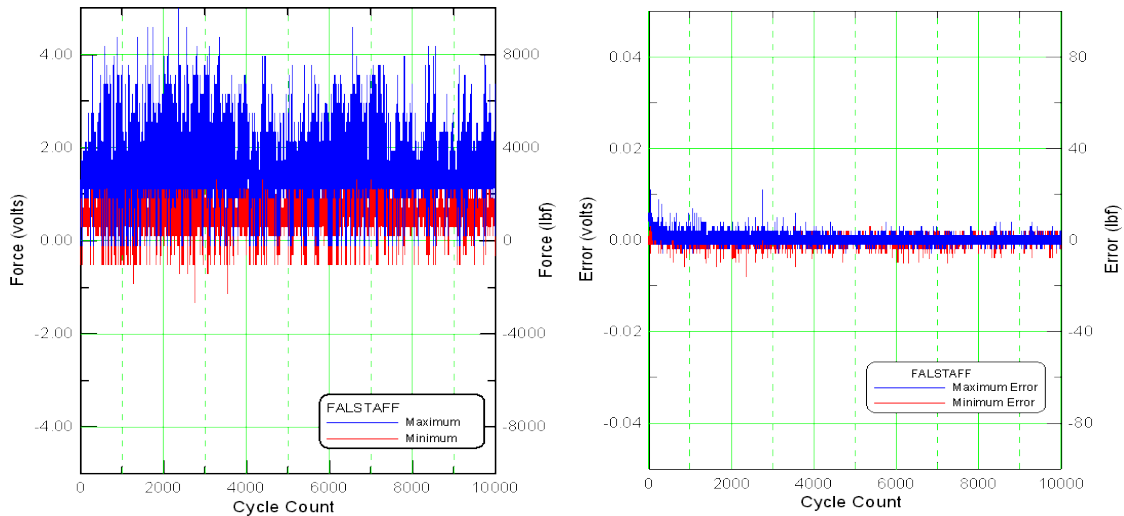 4.00
2.00
0.00
-2.00
-4.00
Force (volts)
8000
4000
0
-4000
-8000
Force (lbf)
FALSTAFF
Maximum
Minimum
0 2000 4000 6000 8000 10000
Cycle Count
0.04
0.02
0.00
-0.02
-0.04
Error (volts)
80
40
0
-40
-80
Error (lbf)
FALSTAFF
Maximum Error
Minimum Error
0 2000 4000 6000 8000 10000
Cycle Count